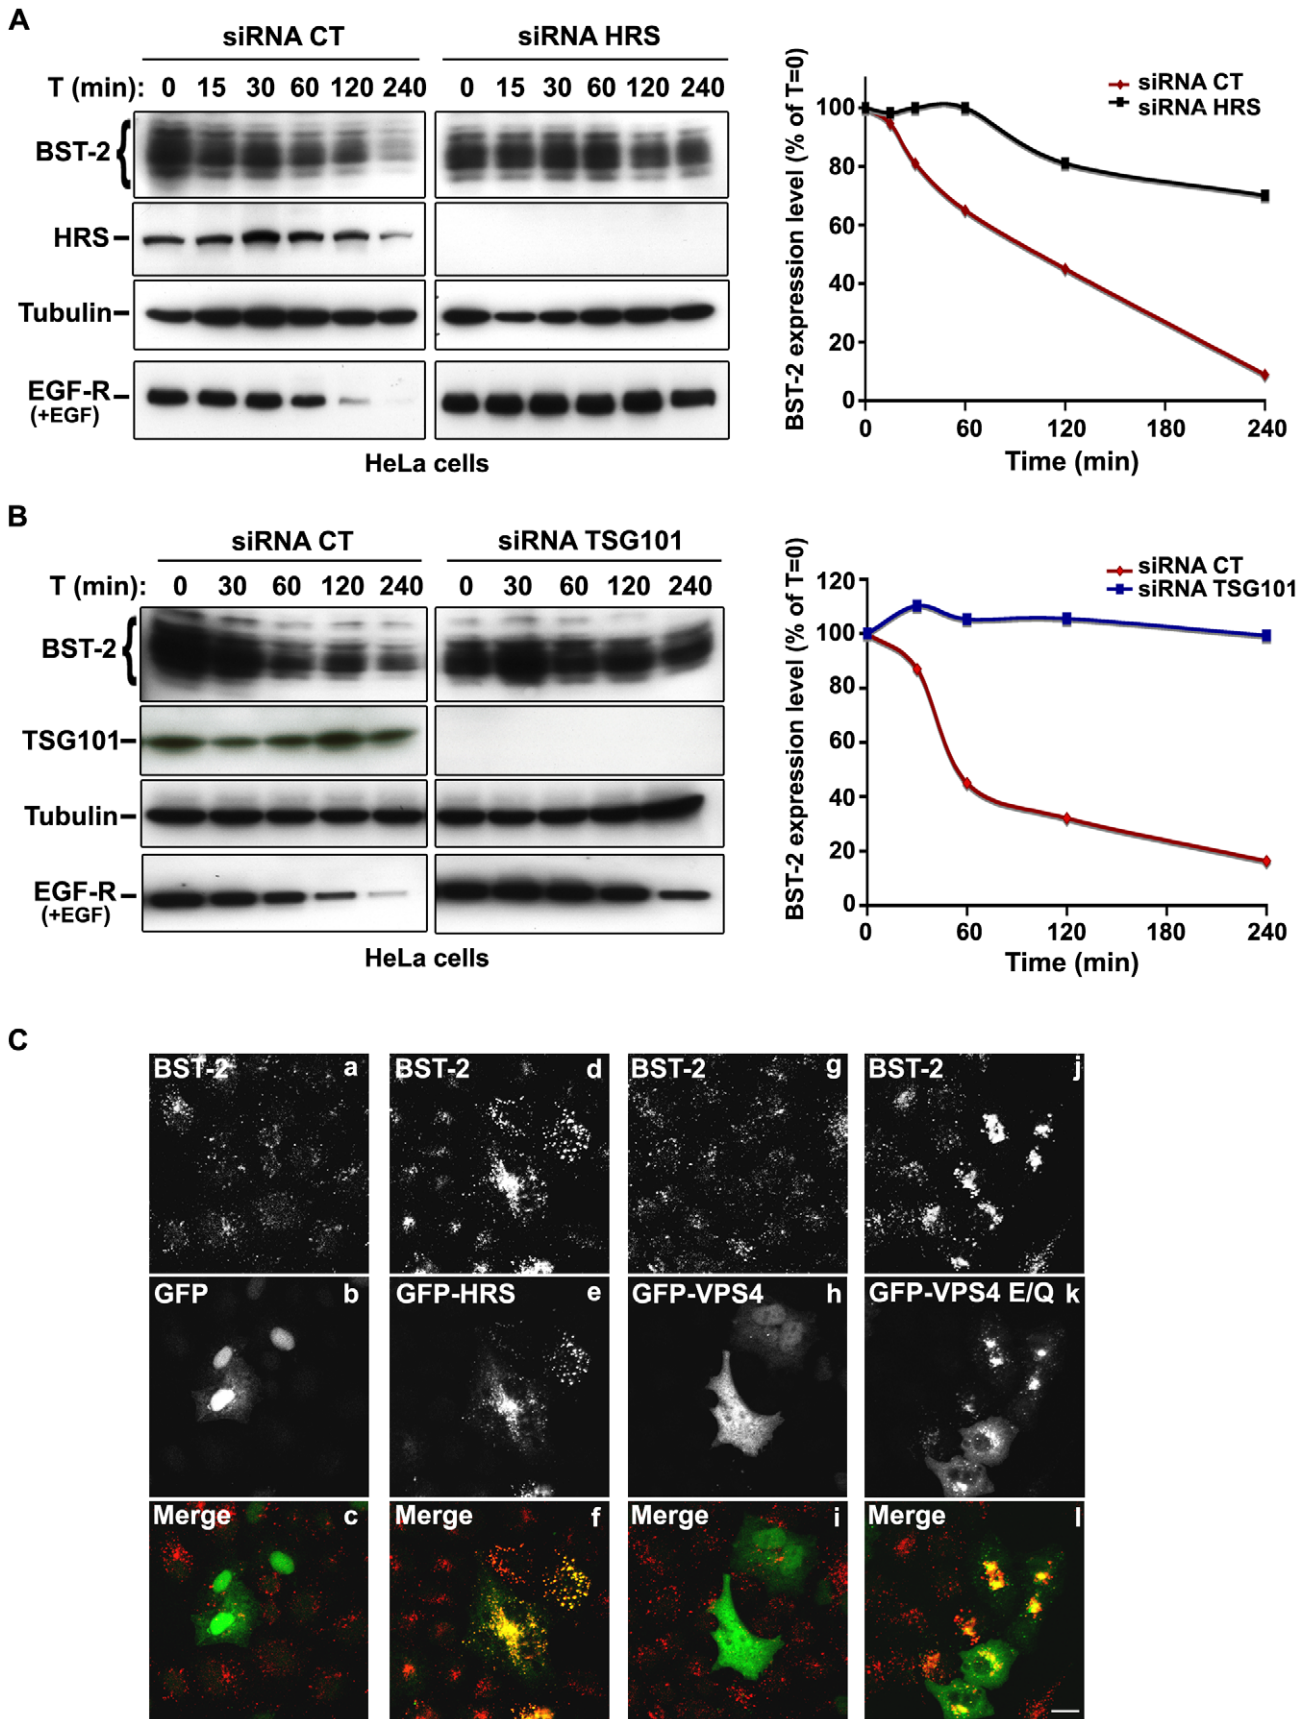 A
siRNA CT
siRNA HRS
T (min): 0 15 30 60 120 240 0 15 30 60 120 240
BST-2
HRS
Tubulin
EGF-R
(+EGF)
HeLa cells
BST-2 expression level (% of T=0)
100
80
60
40
20
0
0 60 120 180 240
Time (min)
siRNA CT
siRNA HRS
B
siRNA CT
siRNA TSG101
T (min): 0 30 60 120 240 0 30 60 120 240
BST-2
TSG101
Tubulin
EGF-R
(+EGF)
HeLa cells
BST-2 expression level (% of T=0)
120
100
80
60
40
20
0
0 60 120 180 240
Time (min)
siRNA CT
siRNA TSG101
C
BST-2 a
BST-2 d
BST-2 g
BST-2 j
GFP b
GFP-HRS e
GFP-VPS4 h
GFP-VPS4 E/Q k
Merge c
Merge f
Merge i
Merge l